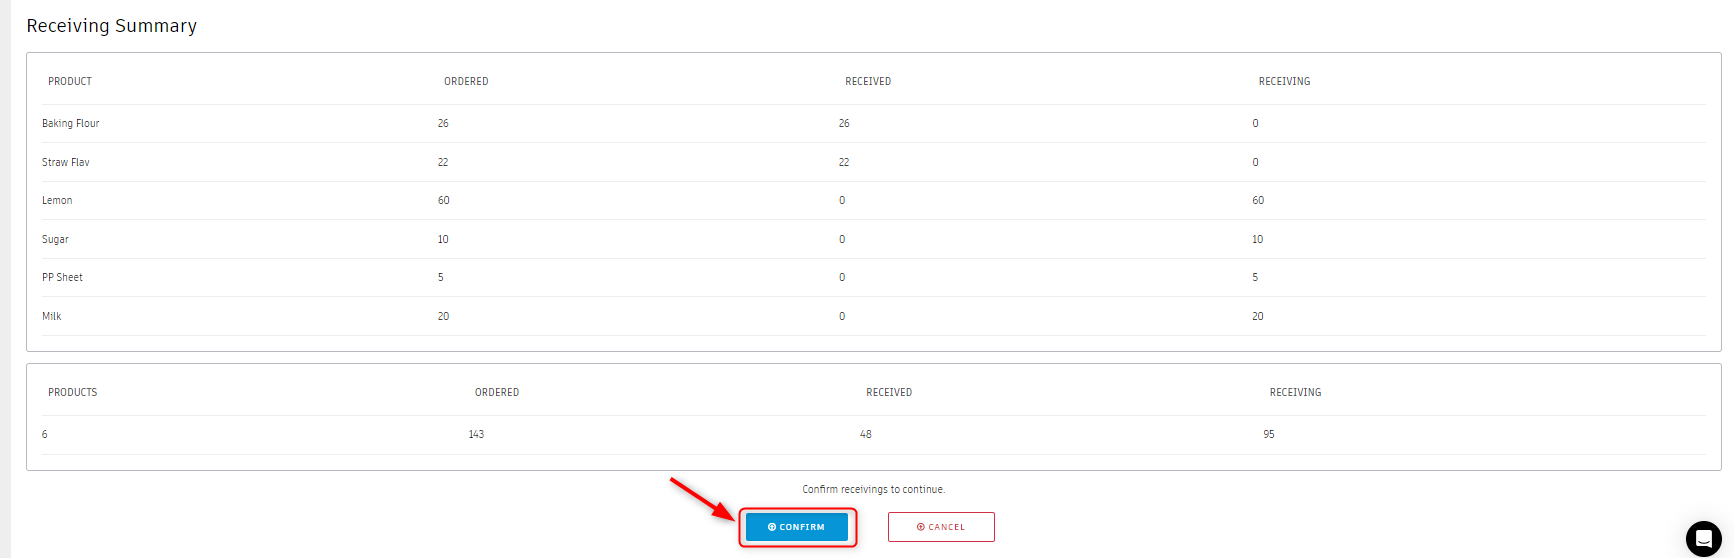 Receiving Summary
PRODUCT ORDERED RECEIVED RECEIVING
Baking Flour 26 26 0
Straw Flav 22 22 0
Lemon 60 0 60
Sugar 10 0 10
PP Sheet 5 0 5
Milk 20 0 20
PRODUCTS ORDERED RECEIVED RECEIVING
6 143 48 95
Confirm receivings to continue.
CONFIRM CANCEL